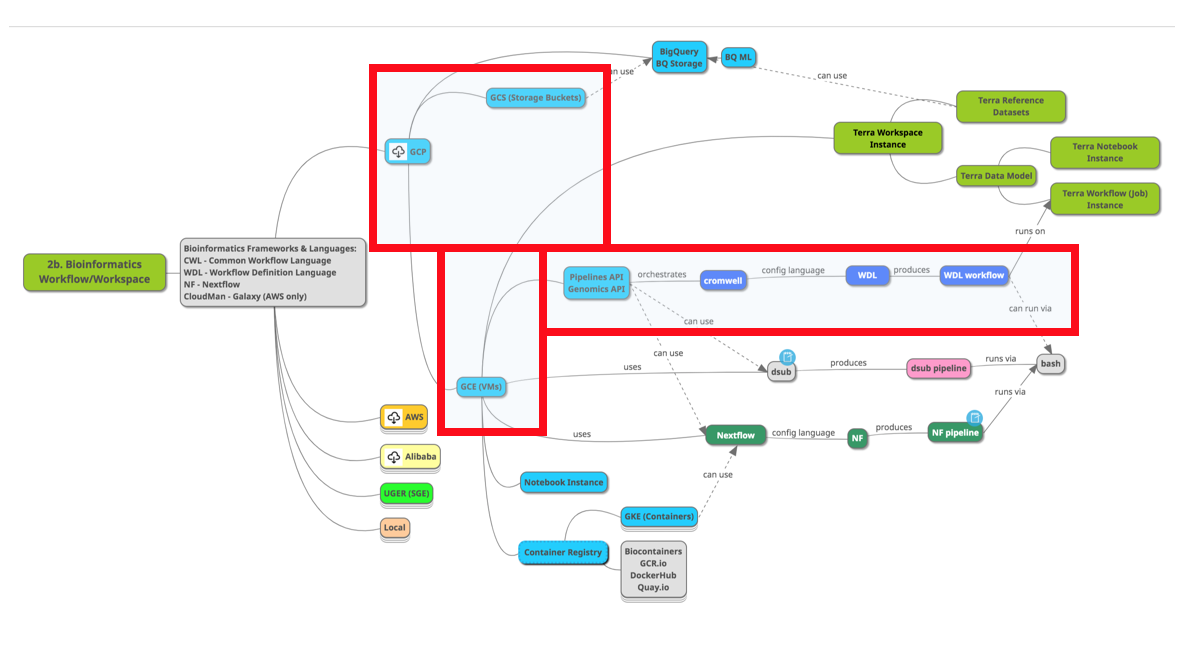 BigQuery
BQ Storage
BQ ML
can use
GCS (Storage Buckets)
can use
Terra Reference
Datasets
GCP
Terra Workspace
Instance
Terra Notebook
Instance
Terra Data Model
Terra Workflow (Job)
Instance
runs on
2b. Bioinformatics
Workflow/Workspace
Bioinformatics Frameworks & Languages:
CWL - Common Workflow Language
WDL - Workflow Definition Language
NF - Nextflow
CloudMan - Galaxy (AWS only)
Pipelines API
Genomics API
orchestrates
cromwell
config language
WDL
produces
WDL workflow
can run via
can use
can use
GCE (VMs)
uses
dsub
produces
dsub pipeline
runs via
bash
runs via
AWS
uses
Nextflow
config language
NF
produces
NF pipeline
Alibaba
can use
Notebook Instance
UGER (SGE)
Local
GKE (Containers)
Container Registry
Biocontainers
GCR.io
DockerHub
Quay.io